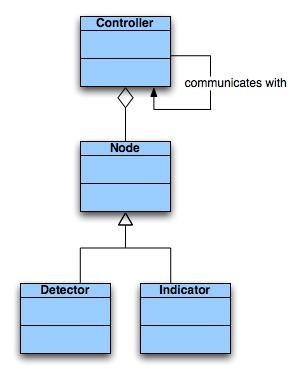 Controller
communicates with
Node
Detector
Indicator